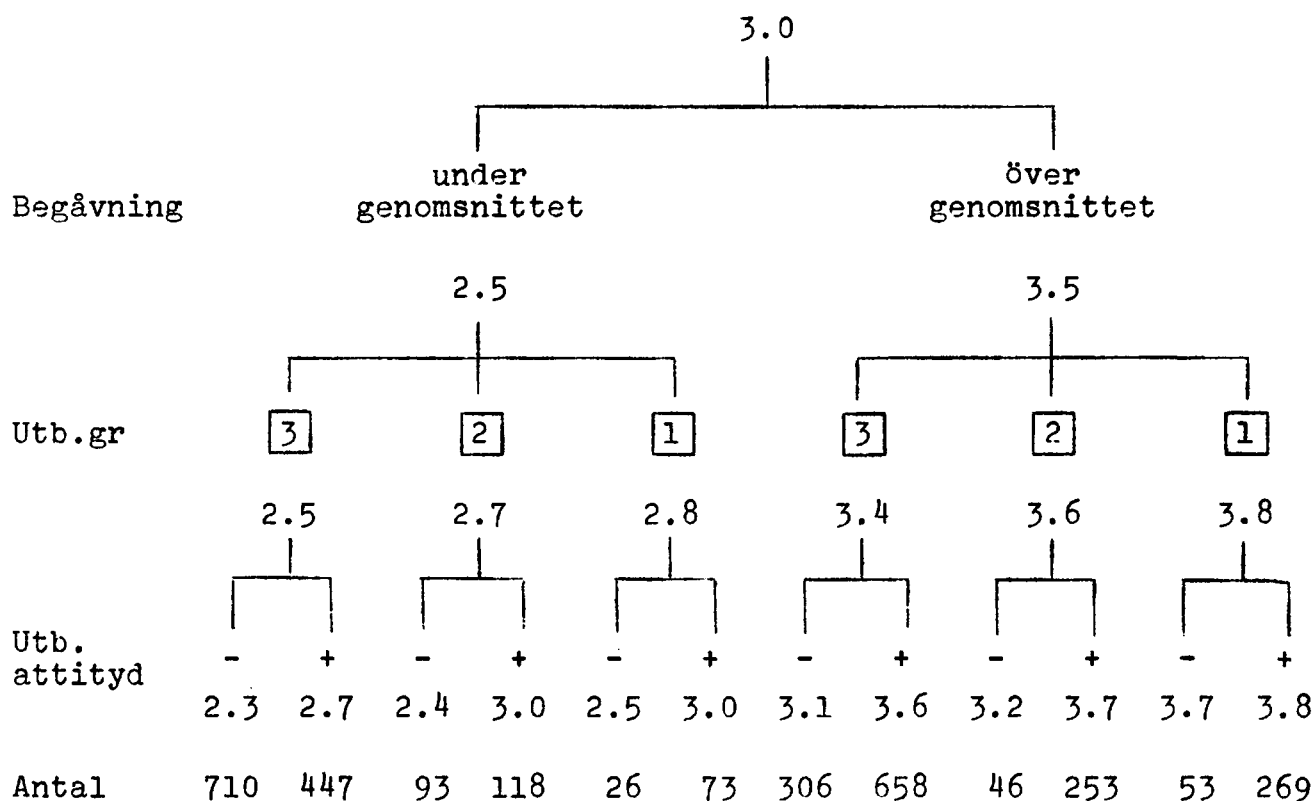 3.0
under över
Begåvning genomsnittet genomsnittet
2.5 3.5
Utb.gr 3 2 1 3 2 1
2.5 2.7 2.8 3.4 3.6 3.8
Utb.
attityd - + - + - + - + - + - +
2.3 2.7 2.4 3.0 2.5 3.0 3.1 3.6 3.2 3.7 3.7 3.8
Antal 710 447 93 118 26 73 306 658 46 253 53 269